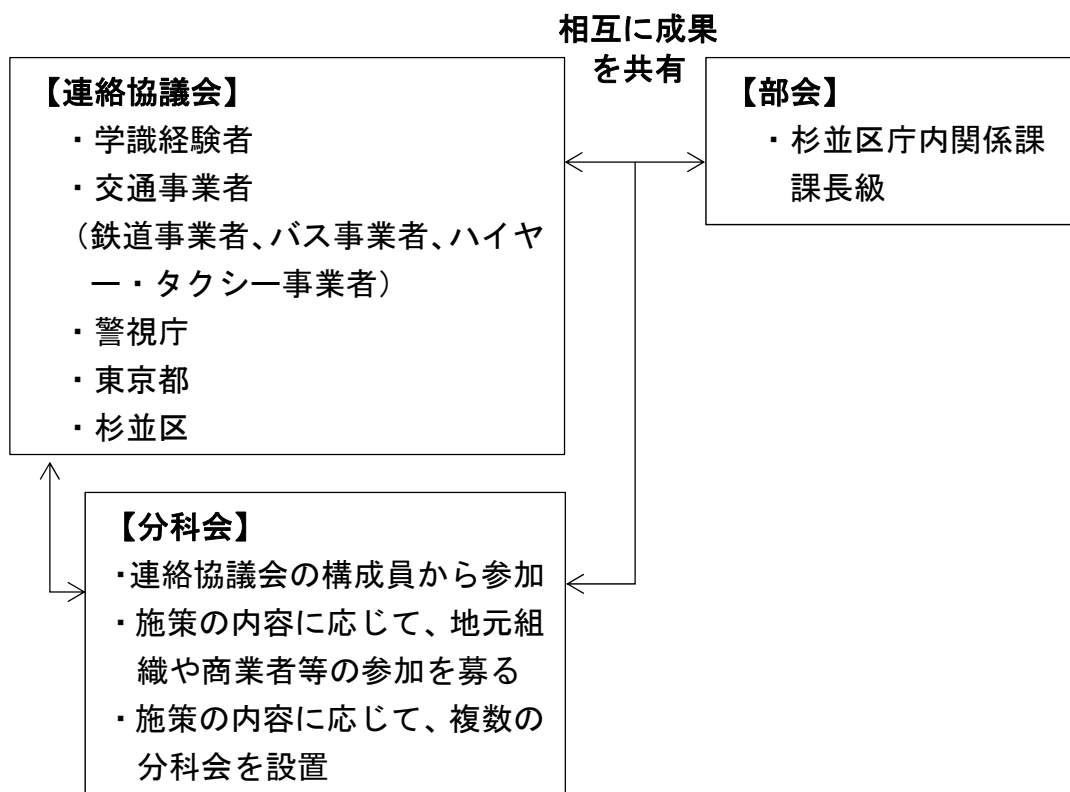 相互に成果
を共有
【連絡協議会】
・学識経験者
・交通事業者
（鉄道事業者、バス事業者、ハイヤ
ー・タクシー事業者）
・警視庁
・東京都
・杉並区
【部会】
・杉並区庁内関係課
課長級
【分科会】
・連絡協議会の構成員から参加
・施策の内容に応じて、地元組
織や商業者等の参加を募る
・施策の内容に応じて、複数の
分科会を設置